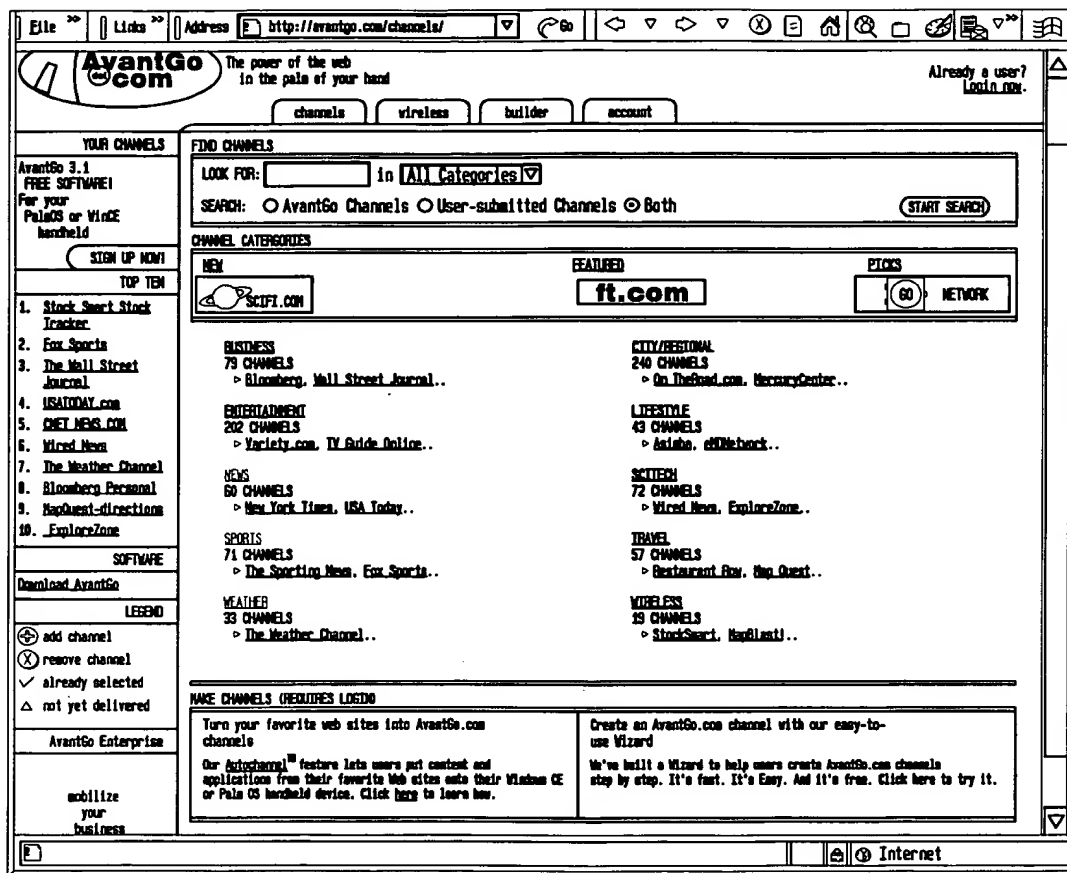 File » Links » Address http://avantgo.com/channels/ Go »
AvantGo
.com
The power of the web
in the palm of your hand
Already a user?
Login now.
channels wireless builder account
YOUR CHANNELS
AvantGo 3.1
FREE SOFTWARE!
For your
PalmOS or WinCE
handheld
SIGN UP NOW!
TOP TEN
1. Stock Smart Stock
Tracker
2. Fox Sports
3. The Wall Street
Journal
4. USATODAY.com
5. CNET NEWS.COM
6. Wired News
7. The Weather Channel
8. Bloomberg Personal
9. MapQuest-directions
10. ExploreZone
SOFTWARE
Download AvantGo
LEGEND
add channel
X remove channel
✓ already selected
△ not yet delivered
AvantGo Enterprise
mobilize
your
business
FIND CHANNELS
LOOK FOR: in All Categories
SEARCH: AvantGo Channels User-submitted Channels Both START SEARCH
CHANNEL CATERGORIES
NEW FEATURED PICKS
SCIFI.COM ft.com GO NETWORK
BUSINESS
79 CHANNELS
Bloomberg, Wall Street Journal..
ENTERTAINMENT
202 CHANNELS
Variety.com, TV Guide Online..
NEWS
60 CHANNELS
New York Times, USA Today..
SPORTS
71 CHANNELS
The Sporting News, Fox Sports..
WEATHER
33 CHANNELS
The Weather Channel..
CITY/REGIONAL
240 CHANNELS
On TheRoad.com, MercuryCenter..
LIFESTYLE
43 CHANNELS
Asimba, eMDNetwork..
SCITECH
72 CHANNELS
Wired News, ExploreZone..
TRAVEL
57 CHANNELS
Restaurant Row, Map Quest..
WIRELESS
19 CHANNELS
StockSmart, MapBlast!..
MAKE CHANNELS (REQUIRES LOGIN)
Turn your favorite web sites into AvantGo.com
channels
Our Autochannel feature lets users put content and
applications from their favorite Web sites onto their Windows CE
or Palm OS handheld device. Click here to learn how.
Create an AvantGo.com channel with our easy-to-
use Wizard
We've built a Wizard to help users create AvantGo.com channels
step by step. It's fast. It's Easy. And it's free. Click here to try it.
Internet